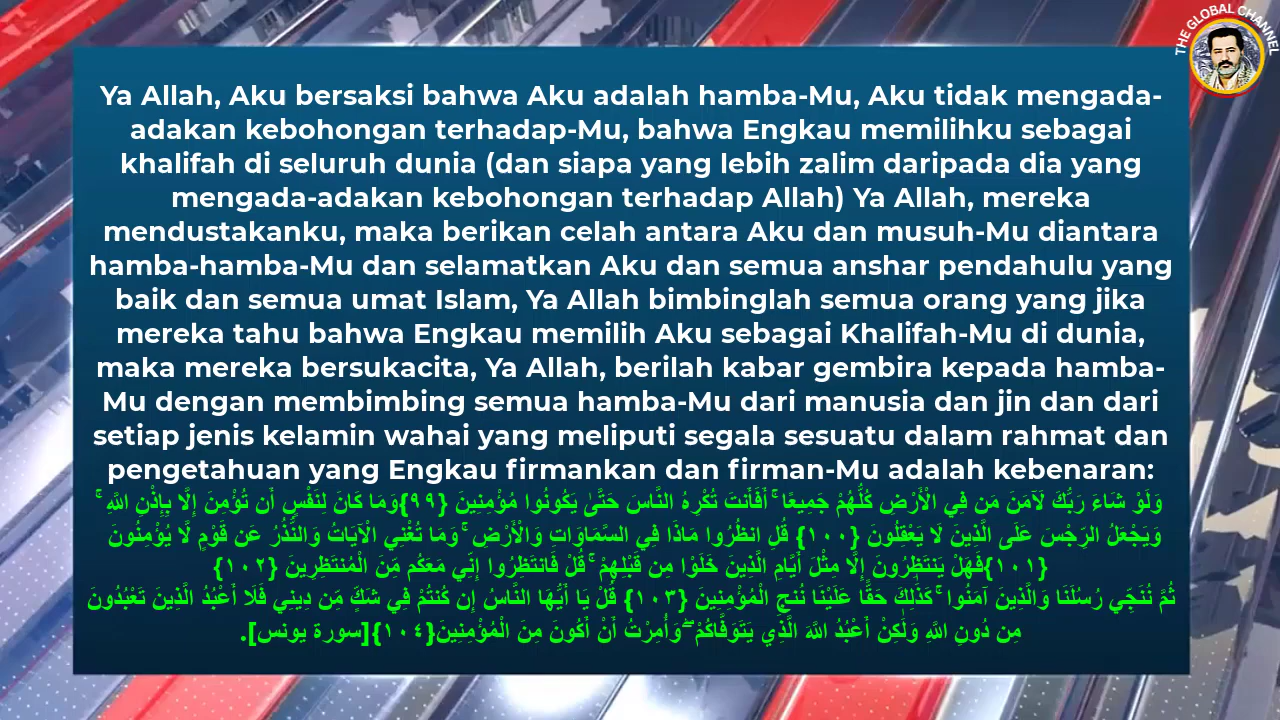 THE GLOBAL CHANNEL
Ya Allah, Aku bersaksi bahwa Aku adalah hamba-Mu, Aku tidak mengada-
adakan kebohongan terhadap-Mu, bahwa Engkau memilihku sebagai
khalifah di seluruh dunia (dan siapa yang lebih zalim daripada dia yang
mengada-adakan kebohongan terhadap Allah) Ya Allah, mereka
mendustakanku, maka berikan celah antara Aku dan musuh-Mu diantara
hamba-hamba-Mu dan selamatkan Aku dan semua anshar pendahulu yang
baik dan semua umat Islam, Ya Allah bimbinglah semua orang yang jika
mereka tahu bahwa Engkau memilih Aku sebagai Khalifah-Mu di dunia,
maka mereka bersukacita, Ya Allah, berilah kabar gembira kepada hamba-
Mu dengan membimbing semua hamba-Mu dari manusia dan jin dan dari
setiap jenis kelamin wahai yang meliputi segala sesuatu dalam rahmat dan
pengetahuan yang Engkau firmankan dan firman-Mu adalah kebenaran:
وَلَوْ شَاءَ رَبُّكَ لَآمَنَ مَن فِي الْأَرْضِ كُلُّهُمْ جَمِيعًا ۚ أَفَأَنتَ تُكْرِهُ النَّاسَ حَتَّىٰ يَكُونُوا مُؤْمِنِينَ {٩٩}وَمَا كَانَ لِنَفْسٍ أَن تُؤْمِنَ إِلَّا بِإِذْنِ اللَّهِ ۚ
وَيَجْعَلُ الرِّجْسَ عَلَى الَّذِينَ لَا يَعْقِلُونَ {١٠٠} قُلِ انظُرُوا مَاذَا فِي السَّمَاوَاتِ وَالْأَرْضِ ۚ وَمَا تُغْنِي الْآيَاتُ وَالنُّذُرُ عَن قَوْمٍ لَّا يُؤْمِنُونَ
{١٠١}فَهَلْ يَنتَظِرُونَ إِلَّا مِثْلَ أَيَّامِ الَّذِينَ خَلَوْا مِن قَبْلِهِمْ ۚ قُلْ فَانتَظِرُوا إِنِّي مَعَكُم مِّنَ الْمُنتَظِرِينَ {١٠٢}
ثُمَّ نُنَجِّي رُسُلَنَا وَالَّذِينَ آمَنُوا ۚ كَذَٰلِكَ حَقًّا عَلَيْنَا نُنجِ الْمُؤْمِنِينَ {١٠٣} قُلْ يَا أَيُّهَا النَّاسُ إِن كُنتُمْ فِي شَكٍّ مِّن دِينِي فَلَا أَعْبُدُ الَّذِينَ تَعْبُدُونَ
مِن دُونِ اللَّهِ وَلَٰكِنْ أَعْبُدُ اللَّهَ الَّذِي يَتَوَفَّاكُمْ ۖ وَأُمِرْتُ أَنْ أَكُونَ مِنَ الْمُؤْمِنِينَ{١٠٤}[سورة يونس].